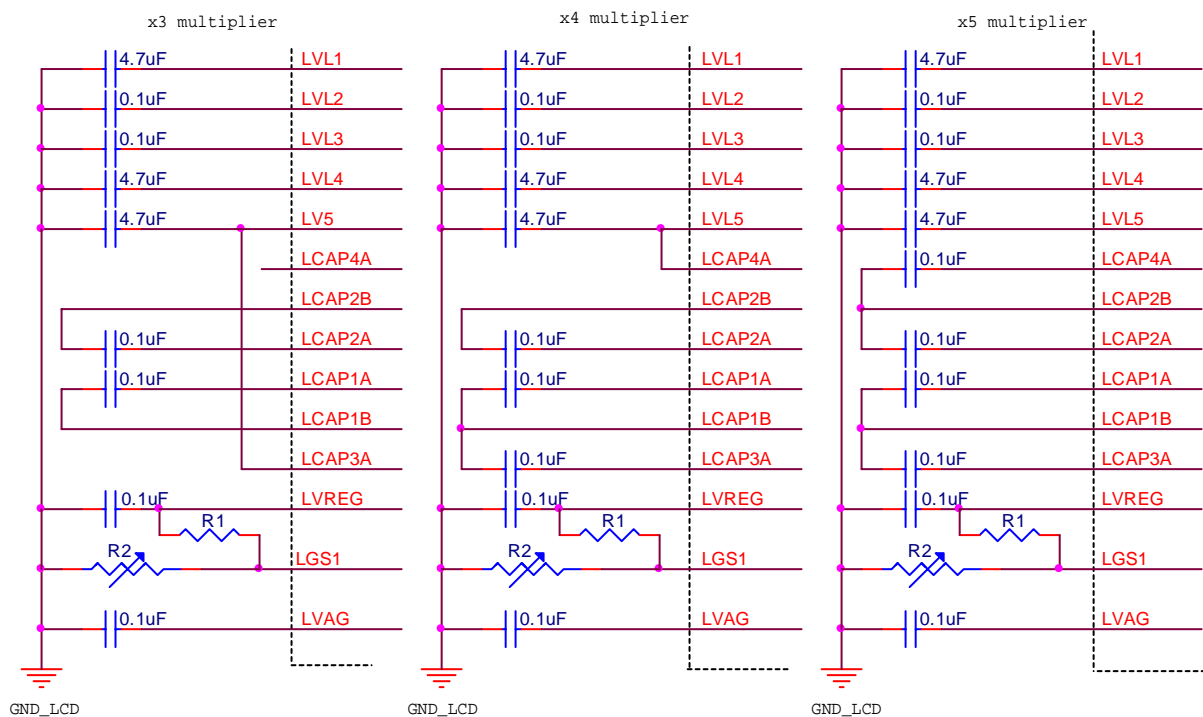 x3 multiplier
4.7uF LVL1
0.1uF LVL2
0.1uF LVL3
4.7uF LVL4
4.7uF LV5
LCAP4A
LCAP2B
0.1uF LCAP2A
0.1uF LCAP1A
LCAP1B
LCAP3A
0.1uF LVREG
R1
R2 LGS1
0.1uF LVAG
GND_LCD
x4 multiplier
4.7uF LVL1
0.1uF LVL2
0.1uF LVL3
4.7uF LVL4
4.7uF LVL5
LCAP4A
LCAP2B
0.1uF LCAP2A
0.1uF LCAP1A
LCAP1B
0.1uF LCAP3A
0.1uF LVREG
R1
R2 LGS1
0.1uF LVAG
GND_LCD
x5 multiplier
4.7uF LVL1
0.1uF LVL2
0.1uF LVL3
4.7uF LVL4
4.7uF LVL5
0.1uF LCAP4A
LCAP2B
0.1uF LCAP2A
0.1uF LCAP1A
LCAP1B
0.1uF LCAP3A
0.1uF LVREG
R1
R2 LGS1
0.1uF LVAG
GND_LCD